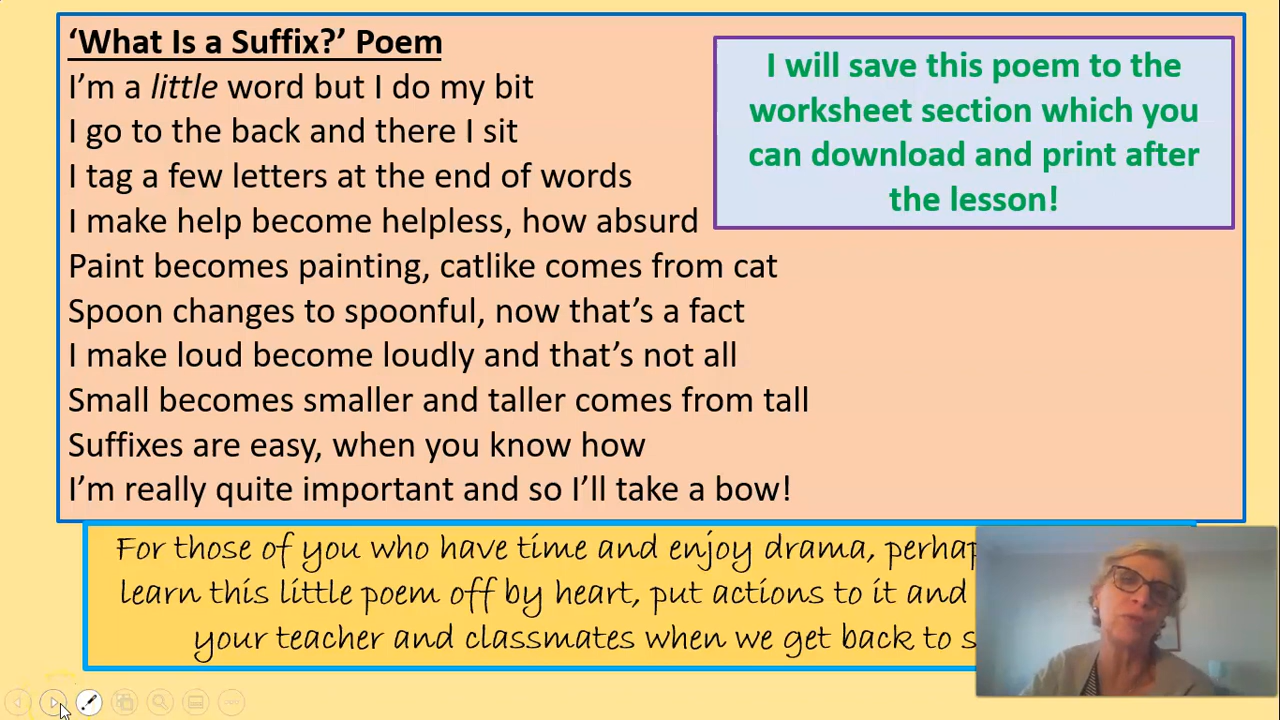 ‘What Is a Suffix?’ Poem
I’m a little word but I do my bit
I go to the back and there I sit
I tag a few letters at the end of words
I make help become helpless, how absurd
Paint becomes painting, catlike comes from cat
Spoon changes to spoonful, now that’s a fact
I make loud become loudly and that’s not all
Small becomes smaller and taller comes from tall
Suffixes are easy, when you know how
I’m really quite important and so I’ll take a bow!
I will save this poem to the
worksheet section which you
can download and print after
the lesson!
For those of you who have time and enjoy drama,
learn this little poem off by heart, put actions to it and
your teacher and classmates when we get back to